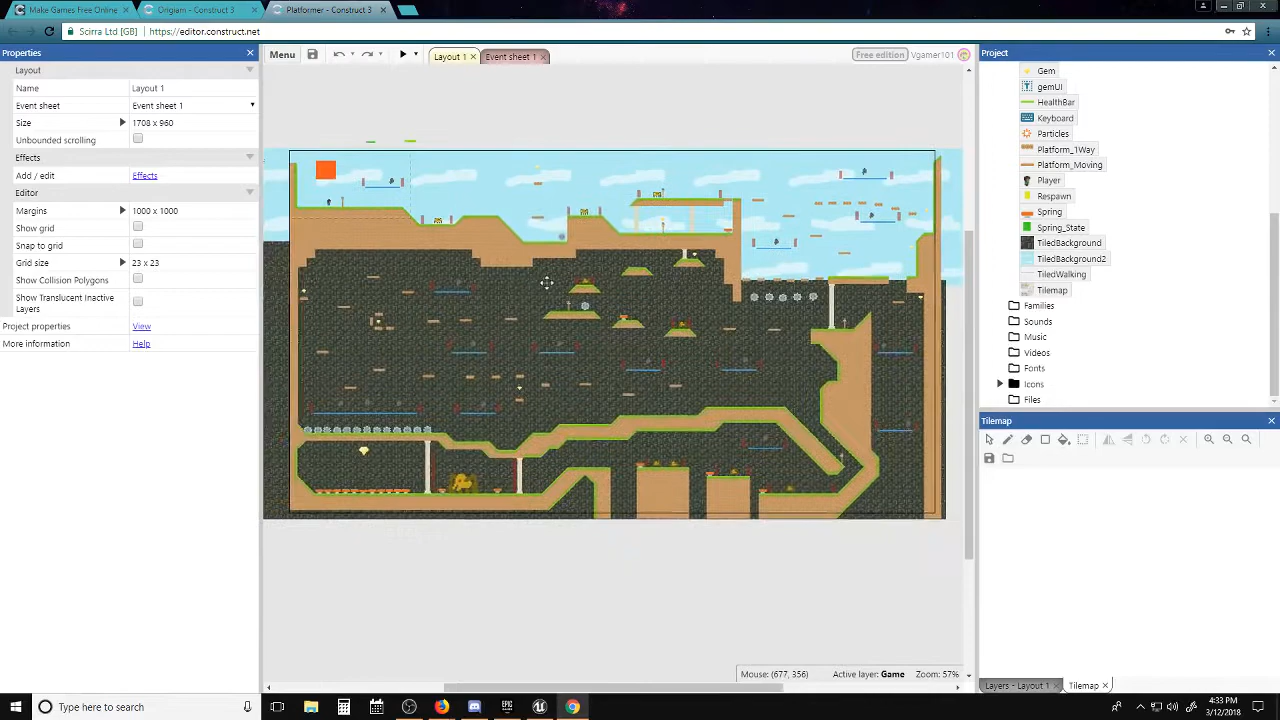 Make Games Free Online
Origiam - Construct 3
Platformer - Construct 3
Scirra Ltd [GB]
https://editor.construct.net
Properties
Menu
Layout 1
Event sheet 1
Free edition
Vgamer101
Project
Layout
Name
Layout 1
Event sheet
Event sheet 1
Size
1708 x 960
Unbounded scrolling
Effects
Add / edit
Effects
Editor
Margins
1000 x 1000
Show grid
Snap to grid
Grid size
23 x 23
Show Collision Polygons
Show Translucent Inactive
Layers
Project properties
View
More information
Help
Gem
gemUI
HealthBar
Keyboard
Particles
Platform_1Way
Platform_Moving
Player
Respawn
Spring
Spring_State
TiledBackground
TiledBackground2
TiledWalking
Tilemap
Families
Sounds
Music
Videos
Fonts
Icons
Files
Tilemap
Mouse: (677, 356)
Active layer: Game
Zoom: 57%
Layers - Layout 1
Tilemap
Type here to search
4:33 PM
3/12/2018